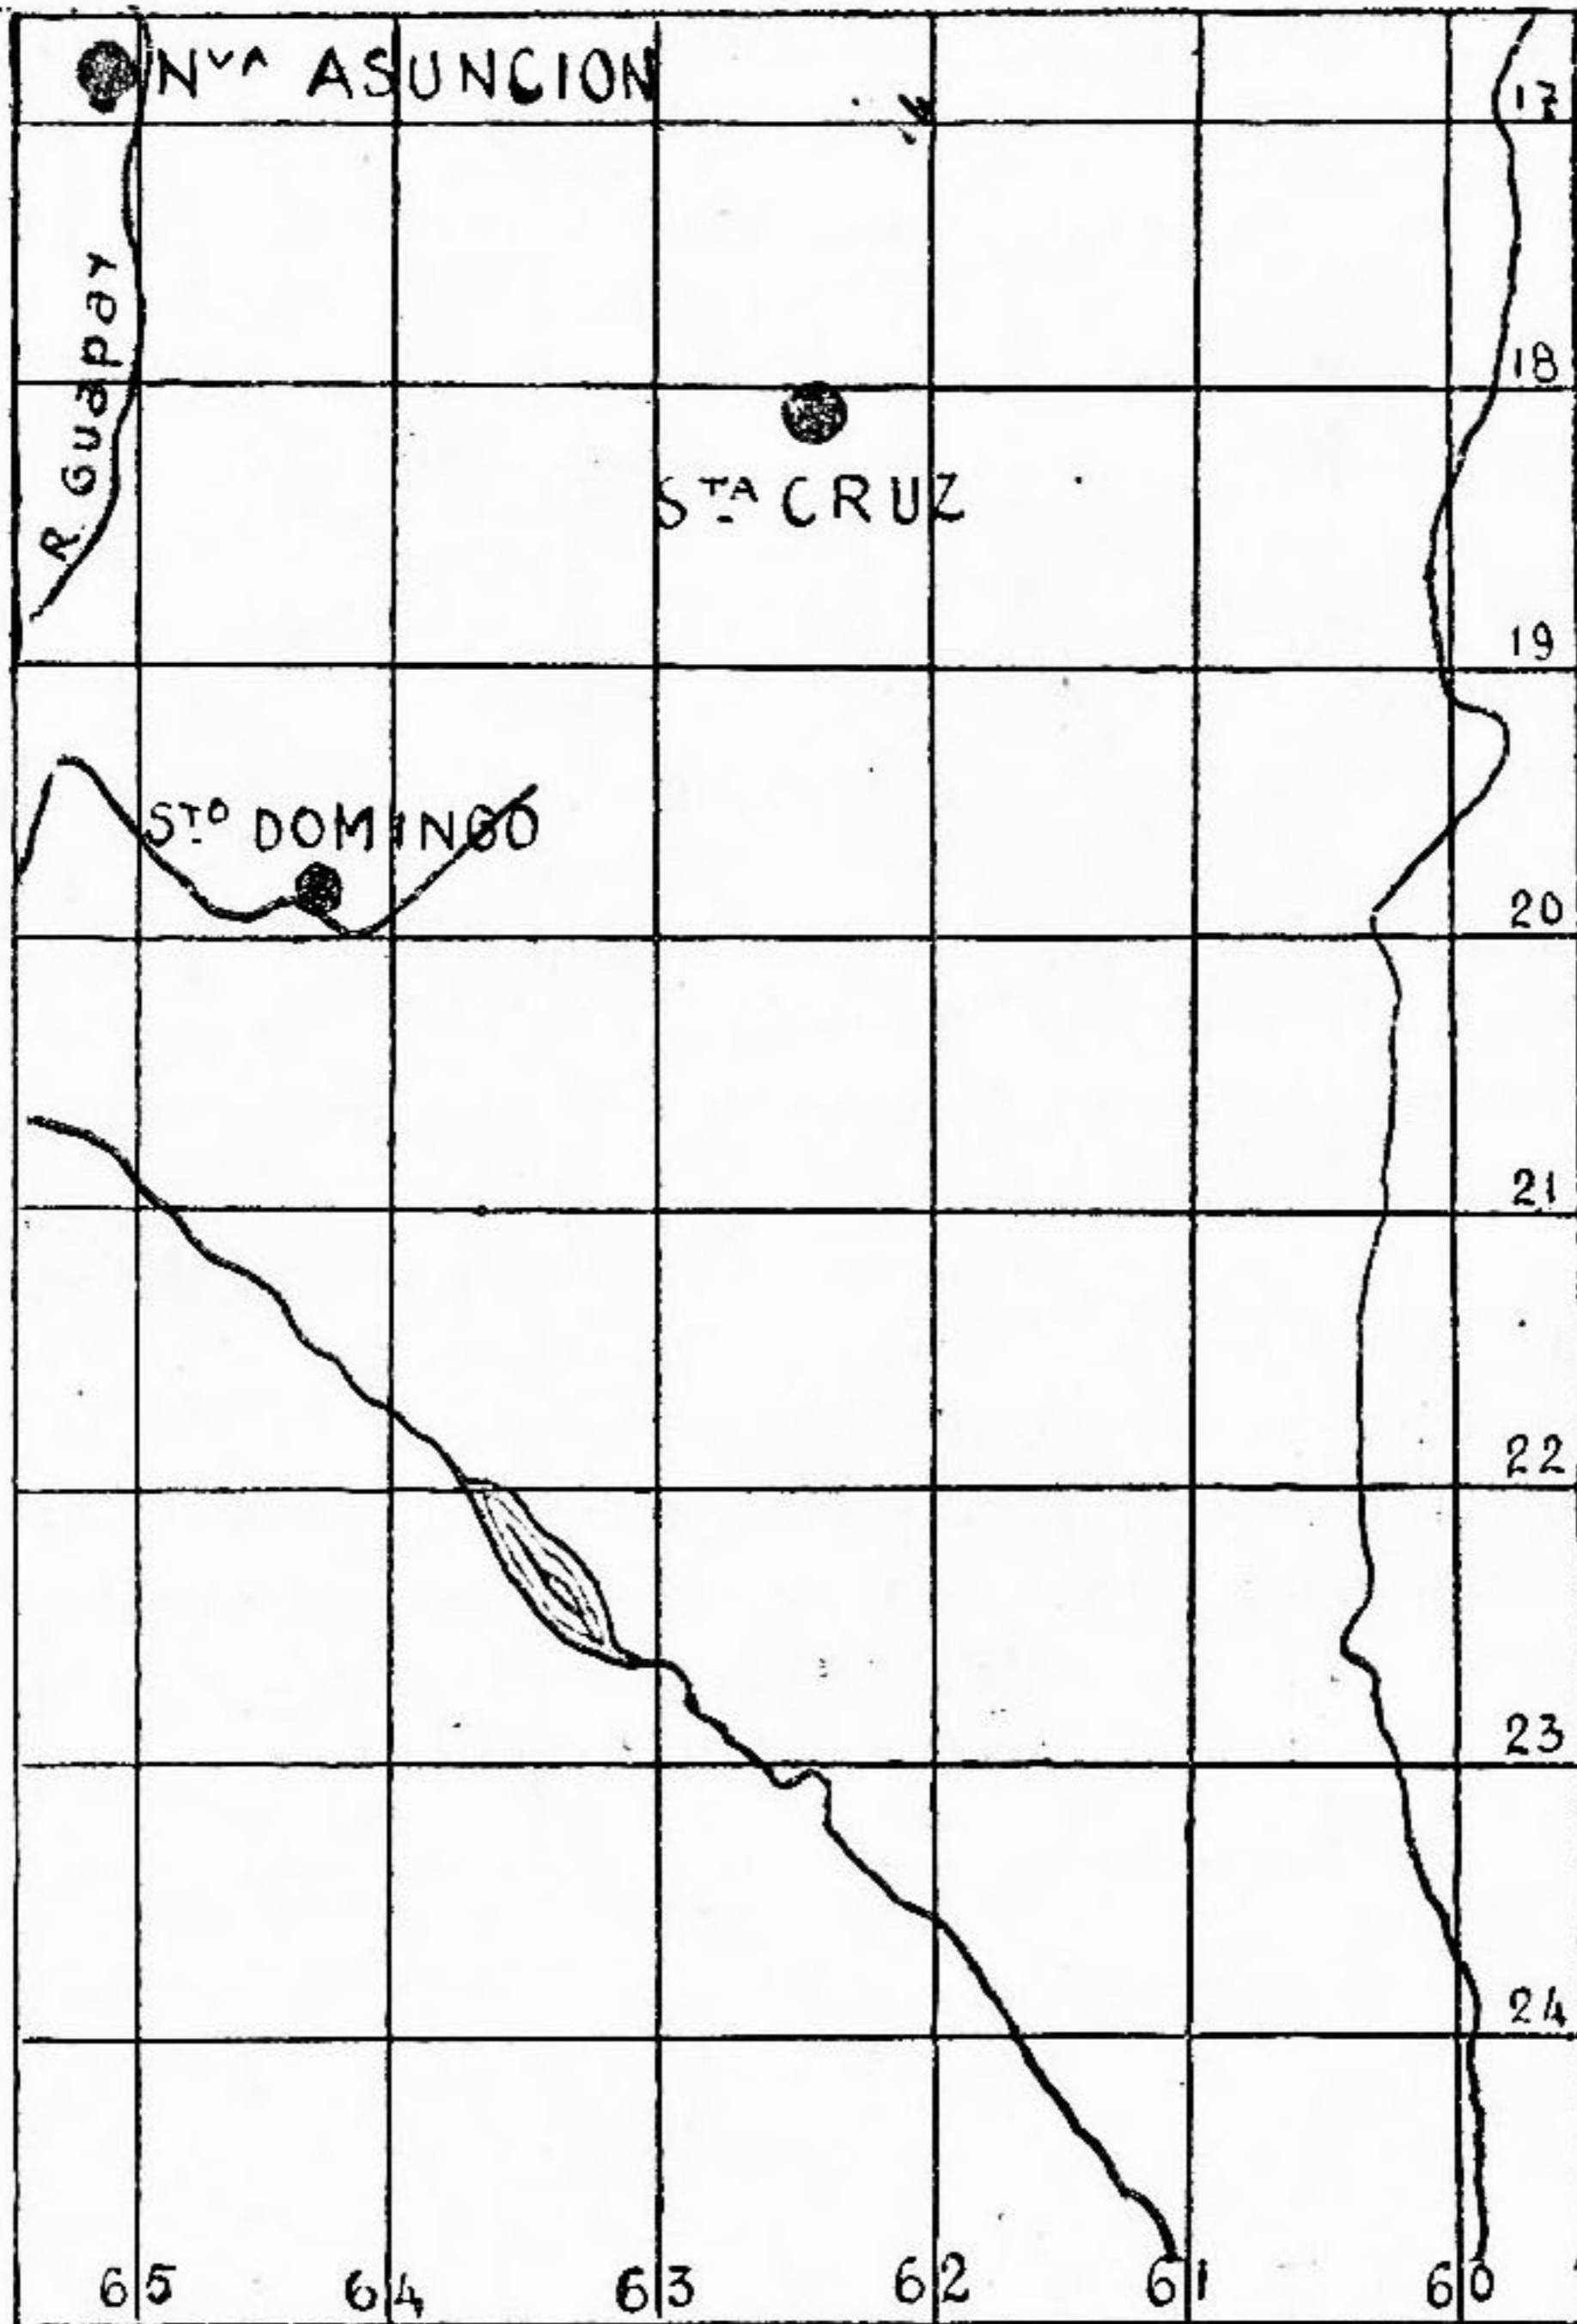 Nᵛᴬ ASUNCION
17
R. Guapay
18
Sᵀᴬ CRUZ
19
Sᵀᴼ DOMINGO
20
21
22
23
24
65 64 63 62 61 60